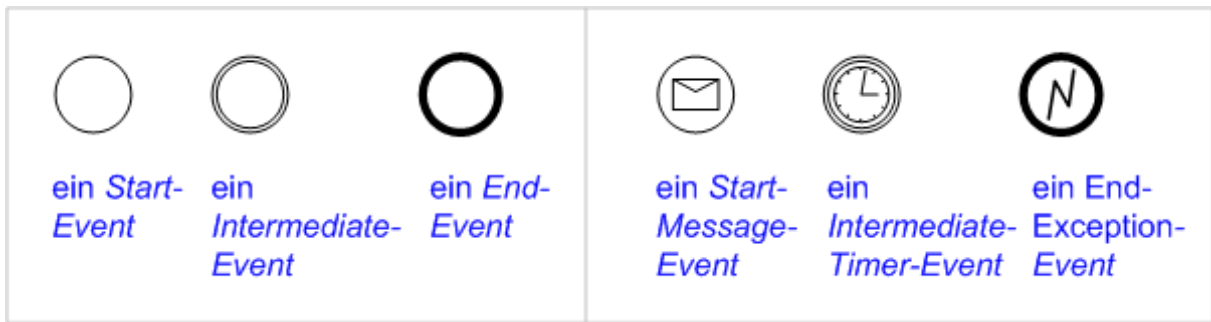 ein Start-
Event
ein
Intermediate-
Event
ein End-
Event
ein Start-
Message-
Event
ein
Intermediate-
Timer-Event
ein End-
Exception-
Event